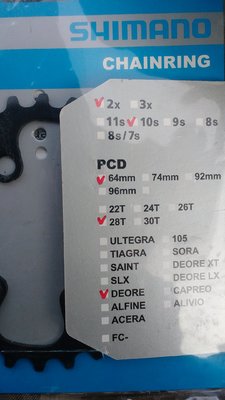 SHIMANO
CHAINRING
2x 3x
11s 10s 9s 8s
8s/7s
PCD
64mm 74mm 92mm
96mm
22T 24T 26T
28T 30T
ULTEGRA 105
TIAGRA SORA
SAINT DEORE XT
SLX DEORE LX
DEORE CAPREO
ALFINE ALIVIO
ACERA
FC-